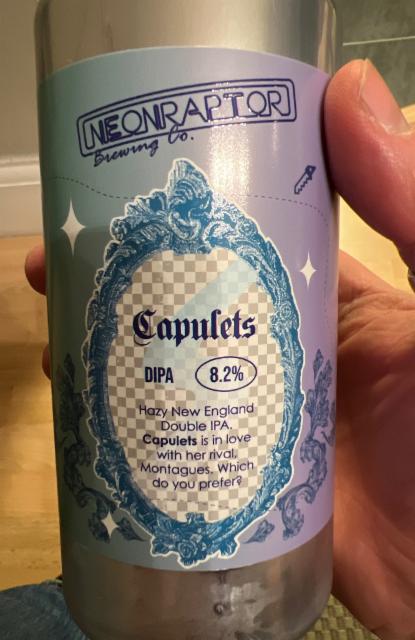 NEONRAPTOR
Brewing Co.
Capulets
DIPA 8.2%
Hazy New England
Double IPA.
Capulets is in love
with her rival,
Montagues. Which
do you prefer?